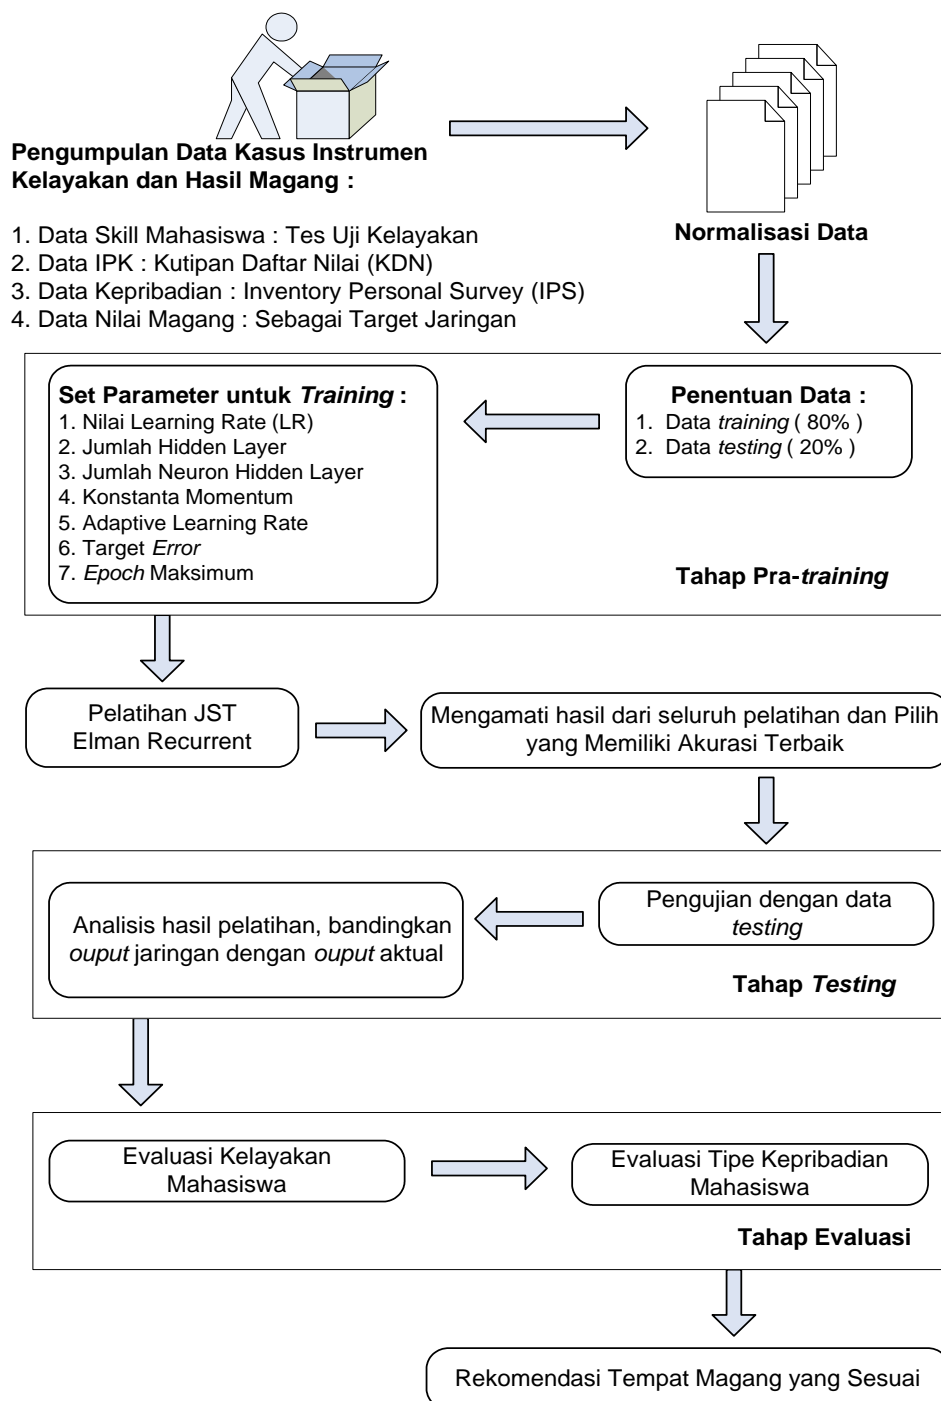 Pengumpulan Data Kasus Instrumen
Kelayakan dan Hasil Magang :
1. Data Skill Mahasiswa : Tes Uji Kelayakan
2. Data IPK : Kutipan Daftar Nilai (KDN)
3. Data Kepribadian : Inventory Personal Survey (IPS)
4. Data Nilai Magang : Sebagai Target Jaringan
Normalisasi Data
Penentuan Data :
1. Data training ( 80% )
2. Data testing ( 20% )
Set Parameter untuk Training :
1. Nilai Learning Rate (LR)
2. Jumlah Hidden Layer
3. Jumlah Neuron Hidden Layer
4. Konstanta Momentum
5. Adaptive Learning Rate
6. Target Error
7. Epoch Maksimum
Tahap Pra-training
Pelatihan JST
Elman Recurrent
Mengamati hasil dari seluruh pelatihan dan Pilih
yang Memiliki Akurasi Terbaik
Pengujian dengan data
testing
Analisis hasil pelatihan, bandingkan
ouput jaringan dengan ouput aktual
Tahap Testing
Evaluasi Kelayakan
Mahasiswa
Evaluasi Tipe Kepribadian
Mahasiswa
Tahap Evaluasi
Rekomendasi Tempat Magang yang Sesuai